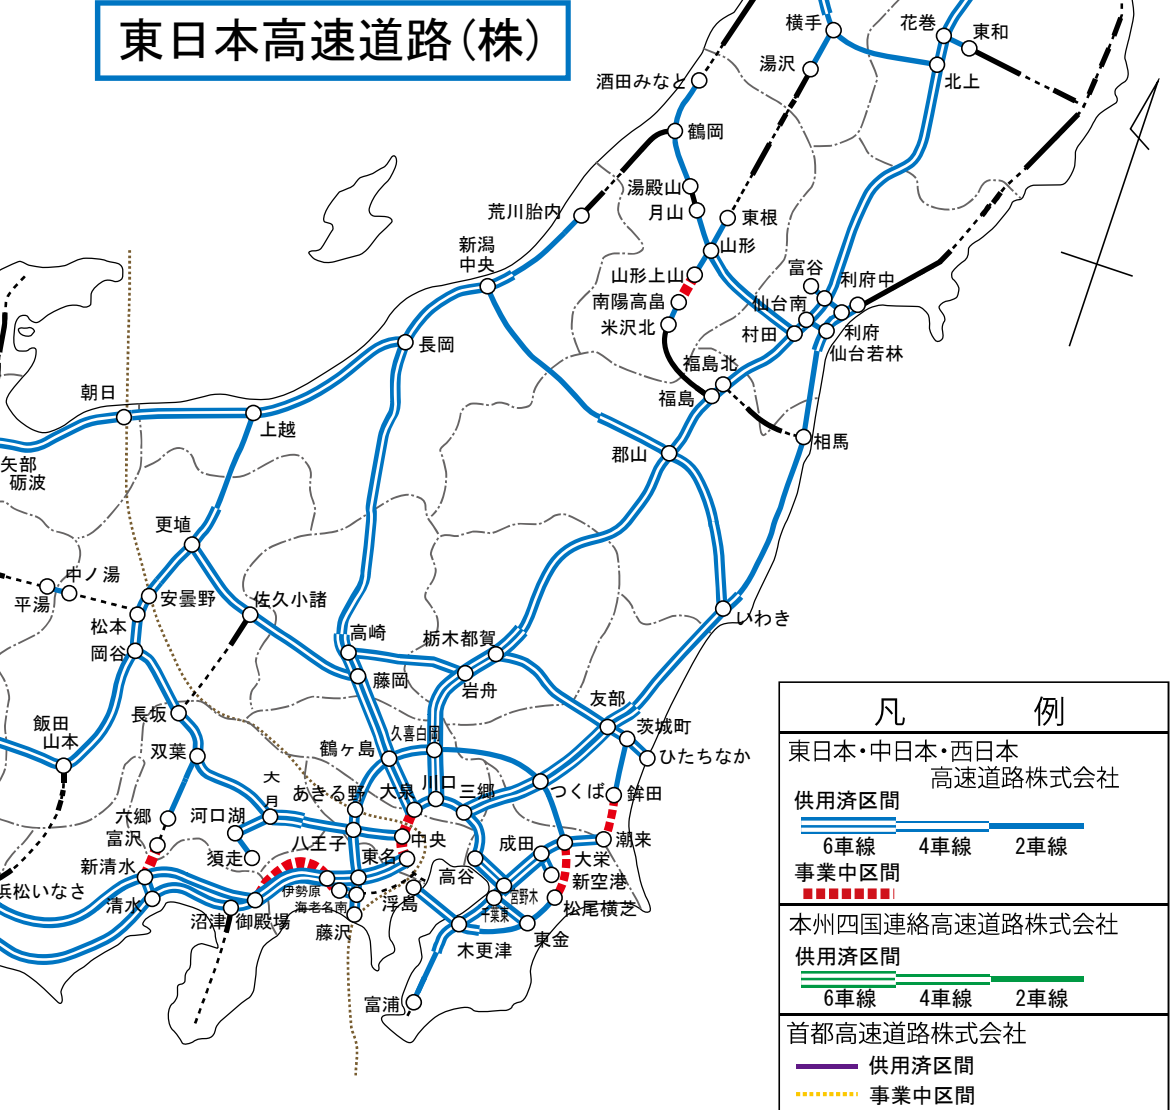 東日本高速道路(株)
横手
花巻
東和
湯沢
北上
酒田みなと
鶴岡
湯殿山
月山
東根
荒川胎内
山形
新潟
中央
山形上山
富谷
利府中
南陽高畠
仙台南
米沢北
村田
利府
仙台若林
長岡
福島北
福島
朝日
上越
相馬
郡山
矢部
砺波
更埴
中ノ湯
平湯
安曇野
佐久小諸
いわき
松本
高崎
栃木都賀
岡谷
藤岡
岩舟
友部
長坂
飯田
山本
久喜白岡
茨城町
鶴ヶ島
双葉
ひたちなか
大
月
あきる野
大泉
川口
三郷
つくば
鉾田
六郷
河口湖
富沢
八王子
中央
成田
潮来
須走
東名
大栄
新清水
高谷
新空港
浜松いなさ
伊勢原
宮野木
清水
海老名南
浮島
千葉東
松尾横芝
沼津
御殿場
藤沢
東金
木更津
富浦
凡　例
東日本・中日本・西日本
高速道路株式会社
供用済区間
6車線 4車線 2車線
事業中区間
本州四国連絡高速道路株式会社
供用済区間
6車線 4車線 2車線
首都高速道路株式会社
供用済区間
事業中区間